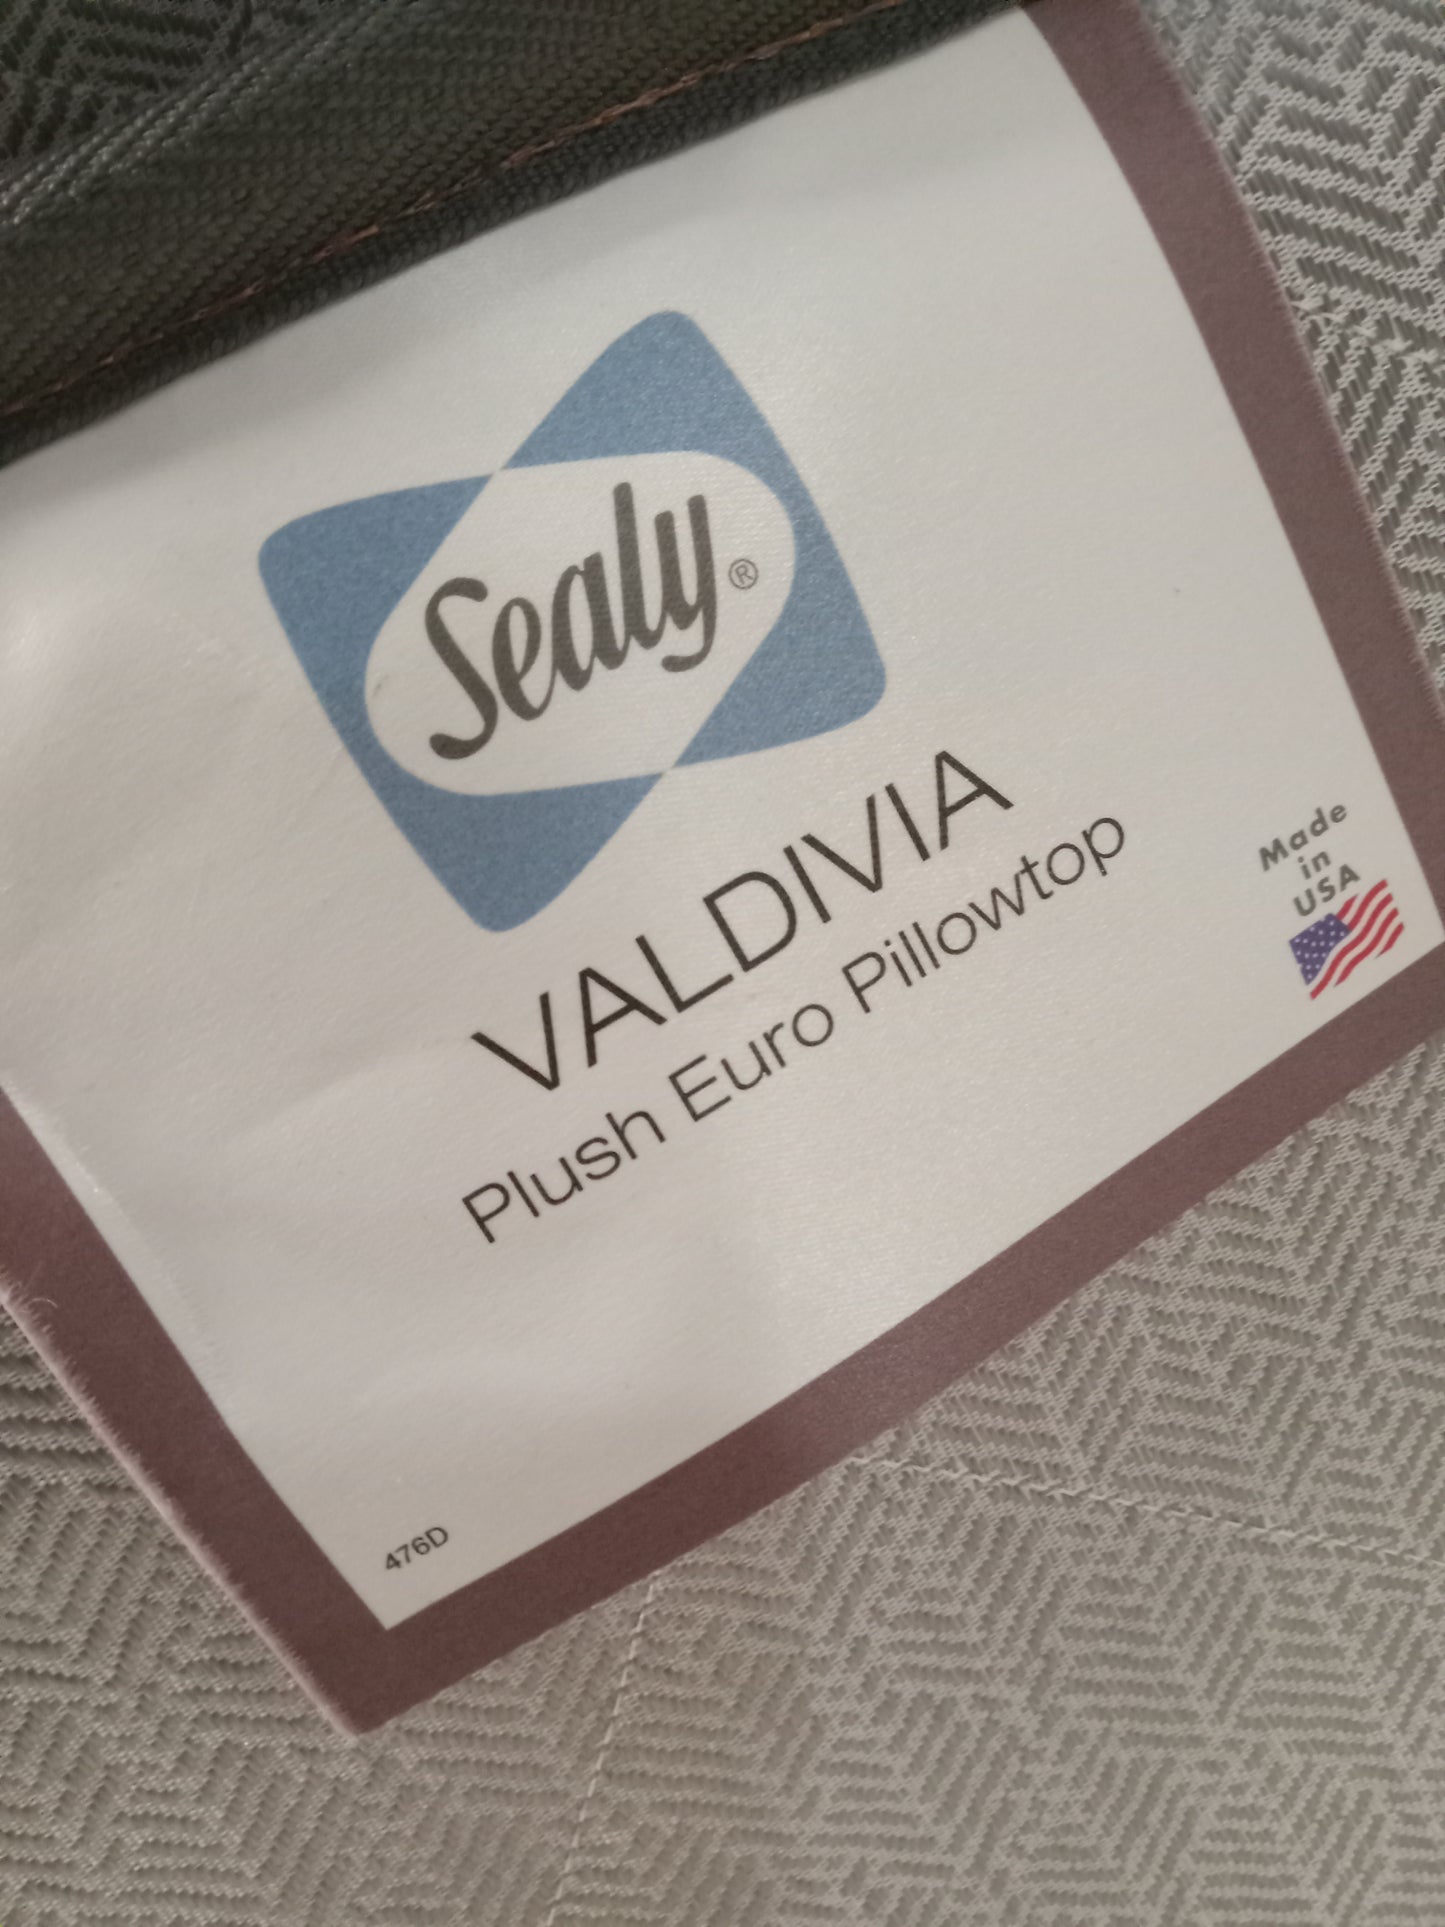 Sealy®
VALDIVIA
Plush Euro Pillowtop
Made
in
USA
476D